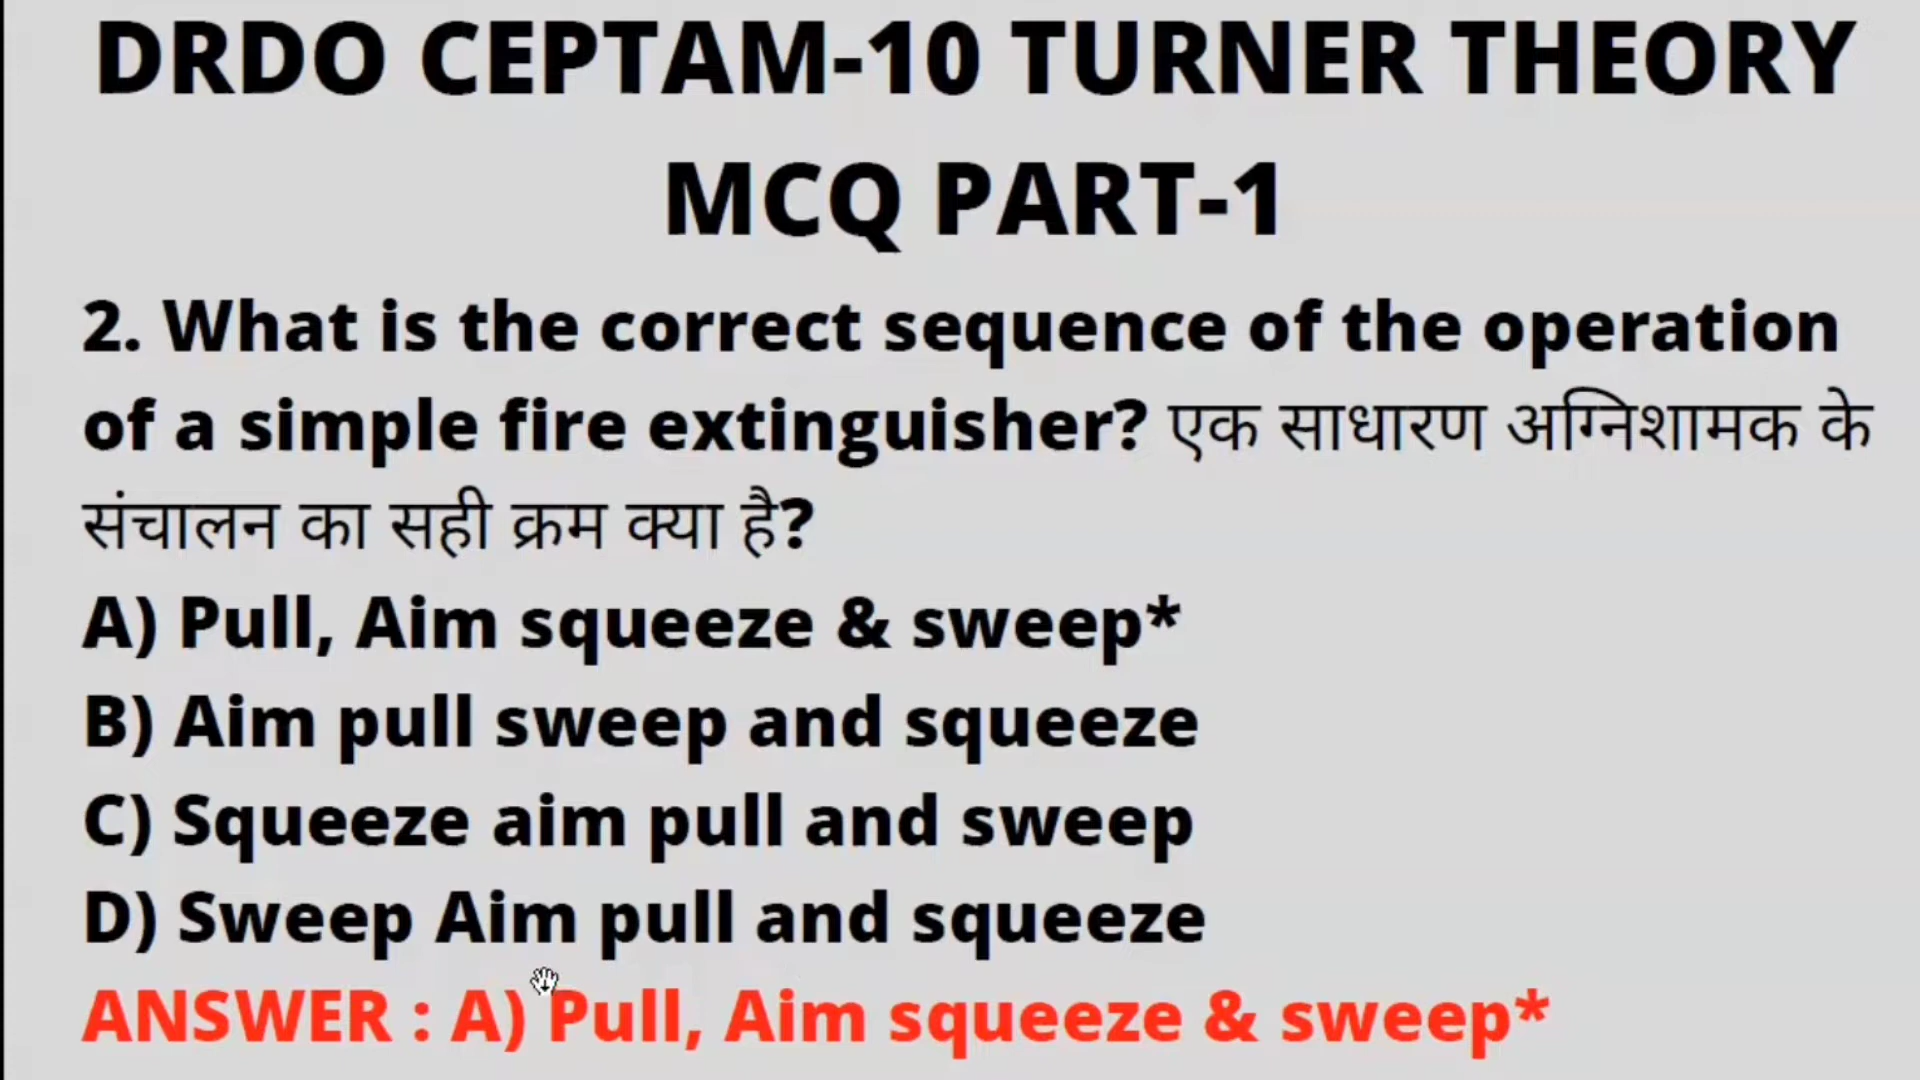 DRDO CEPTAM-10 TURNER THEORY
MCQ PART-1
2. What is the correct sequence of the operation
of a simple fire extinguisher? एक साधारण अग्निशामक के
संचालन का सही क्रम क्या है?
A) Pull, Aim squeeze & sweep*
B) Aim pull sweep and squeeze
C) Squeeze aim pull and sweep
D) Sweep Aim pull and squeeze
ANSWER : A) Pull, Aim squeeze & sweep*